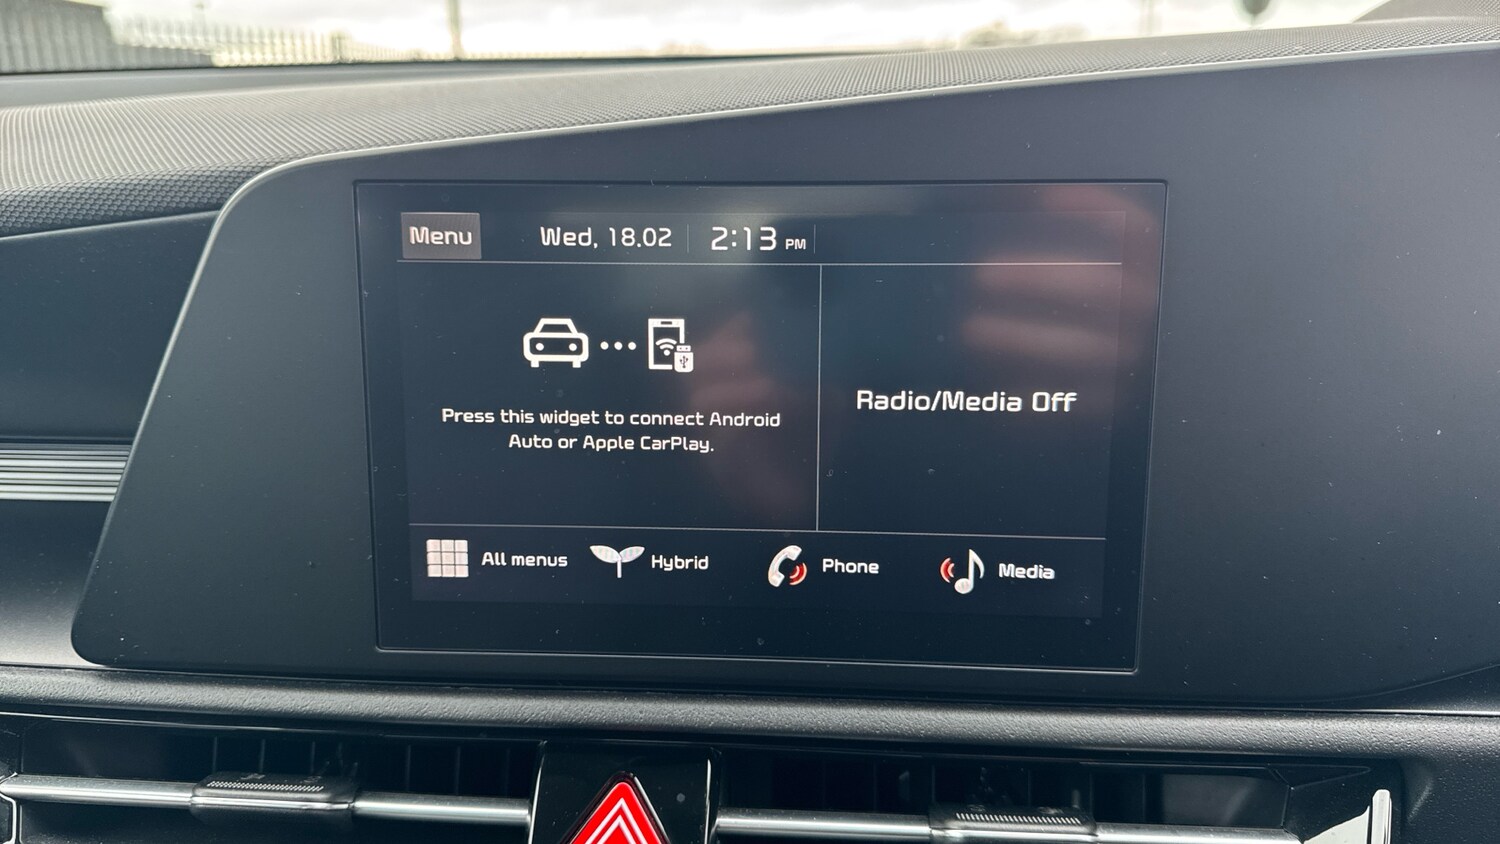 Menu
Wed, 18.02
2:13 PM
Press this widget to connect Android
Auto or Apple CarPlay.
Radio/Media Off
All menus
Hybrid
Phone
Media